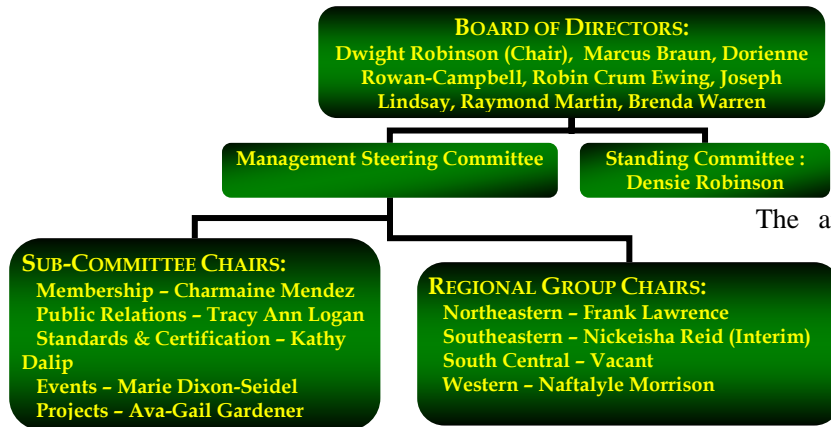 BOARD OF DIRECTORS:
Dwight Robinson (Chair), Marcus Braun, Dorienne
Rowan-Campbell, Robin Crum Ewing, Joseph
Lindsay, Raymond Martin, Brenda Warren
Management Steering Committee
Standing Committee :
Densie Robinson
The a
SUB-COMMITTEE CHAIRS:
Membership – Charmaine Mendez
Public Relations – Tracy Ann Logan
Standards & Certification – Kathy
Dalip
Events – Marie Dixon-Seidel
Projects – Ava-Gail Gardener
REGIONAL GROUP CHAIRS:
Northeastern – Frank Lawrence
Southeastern – Nickeisha Reid (Interim)
South Central – Vacant
Western – Naftalyle Morrison